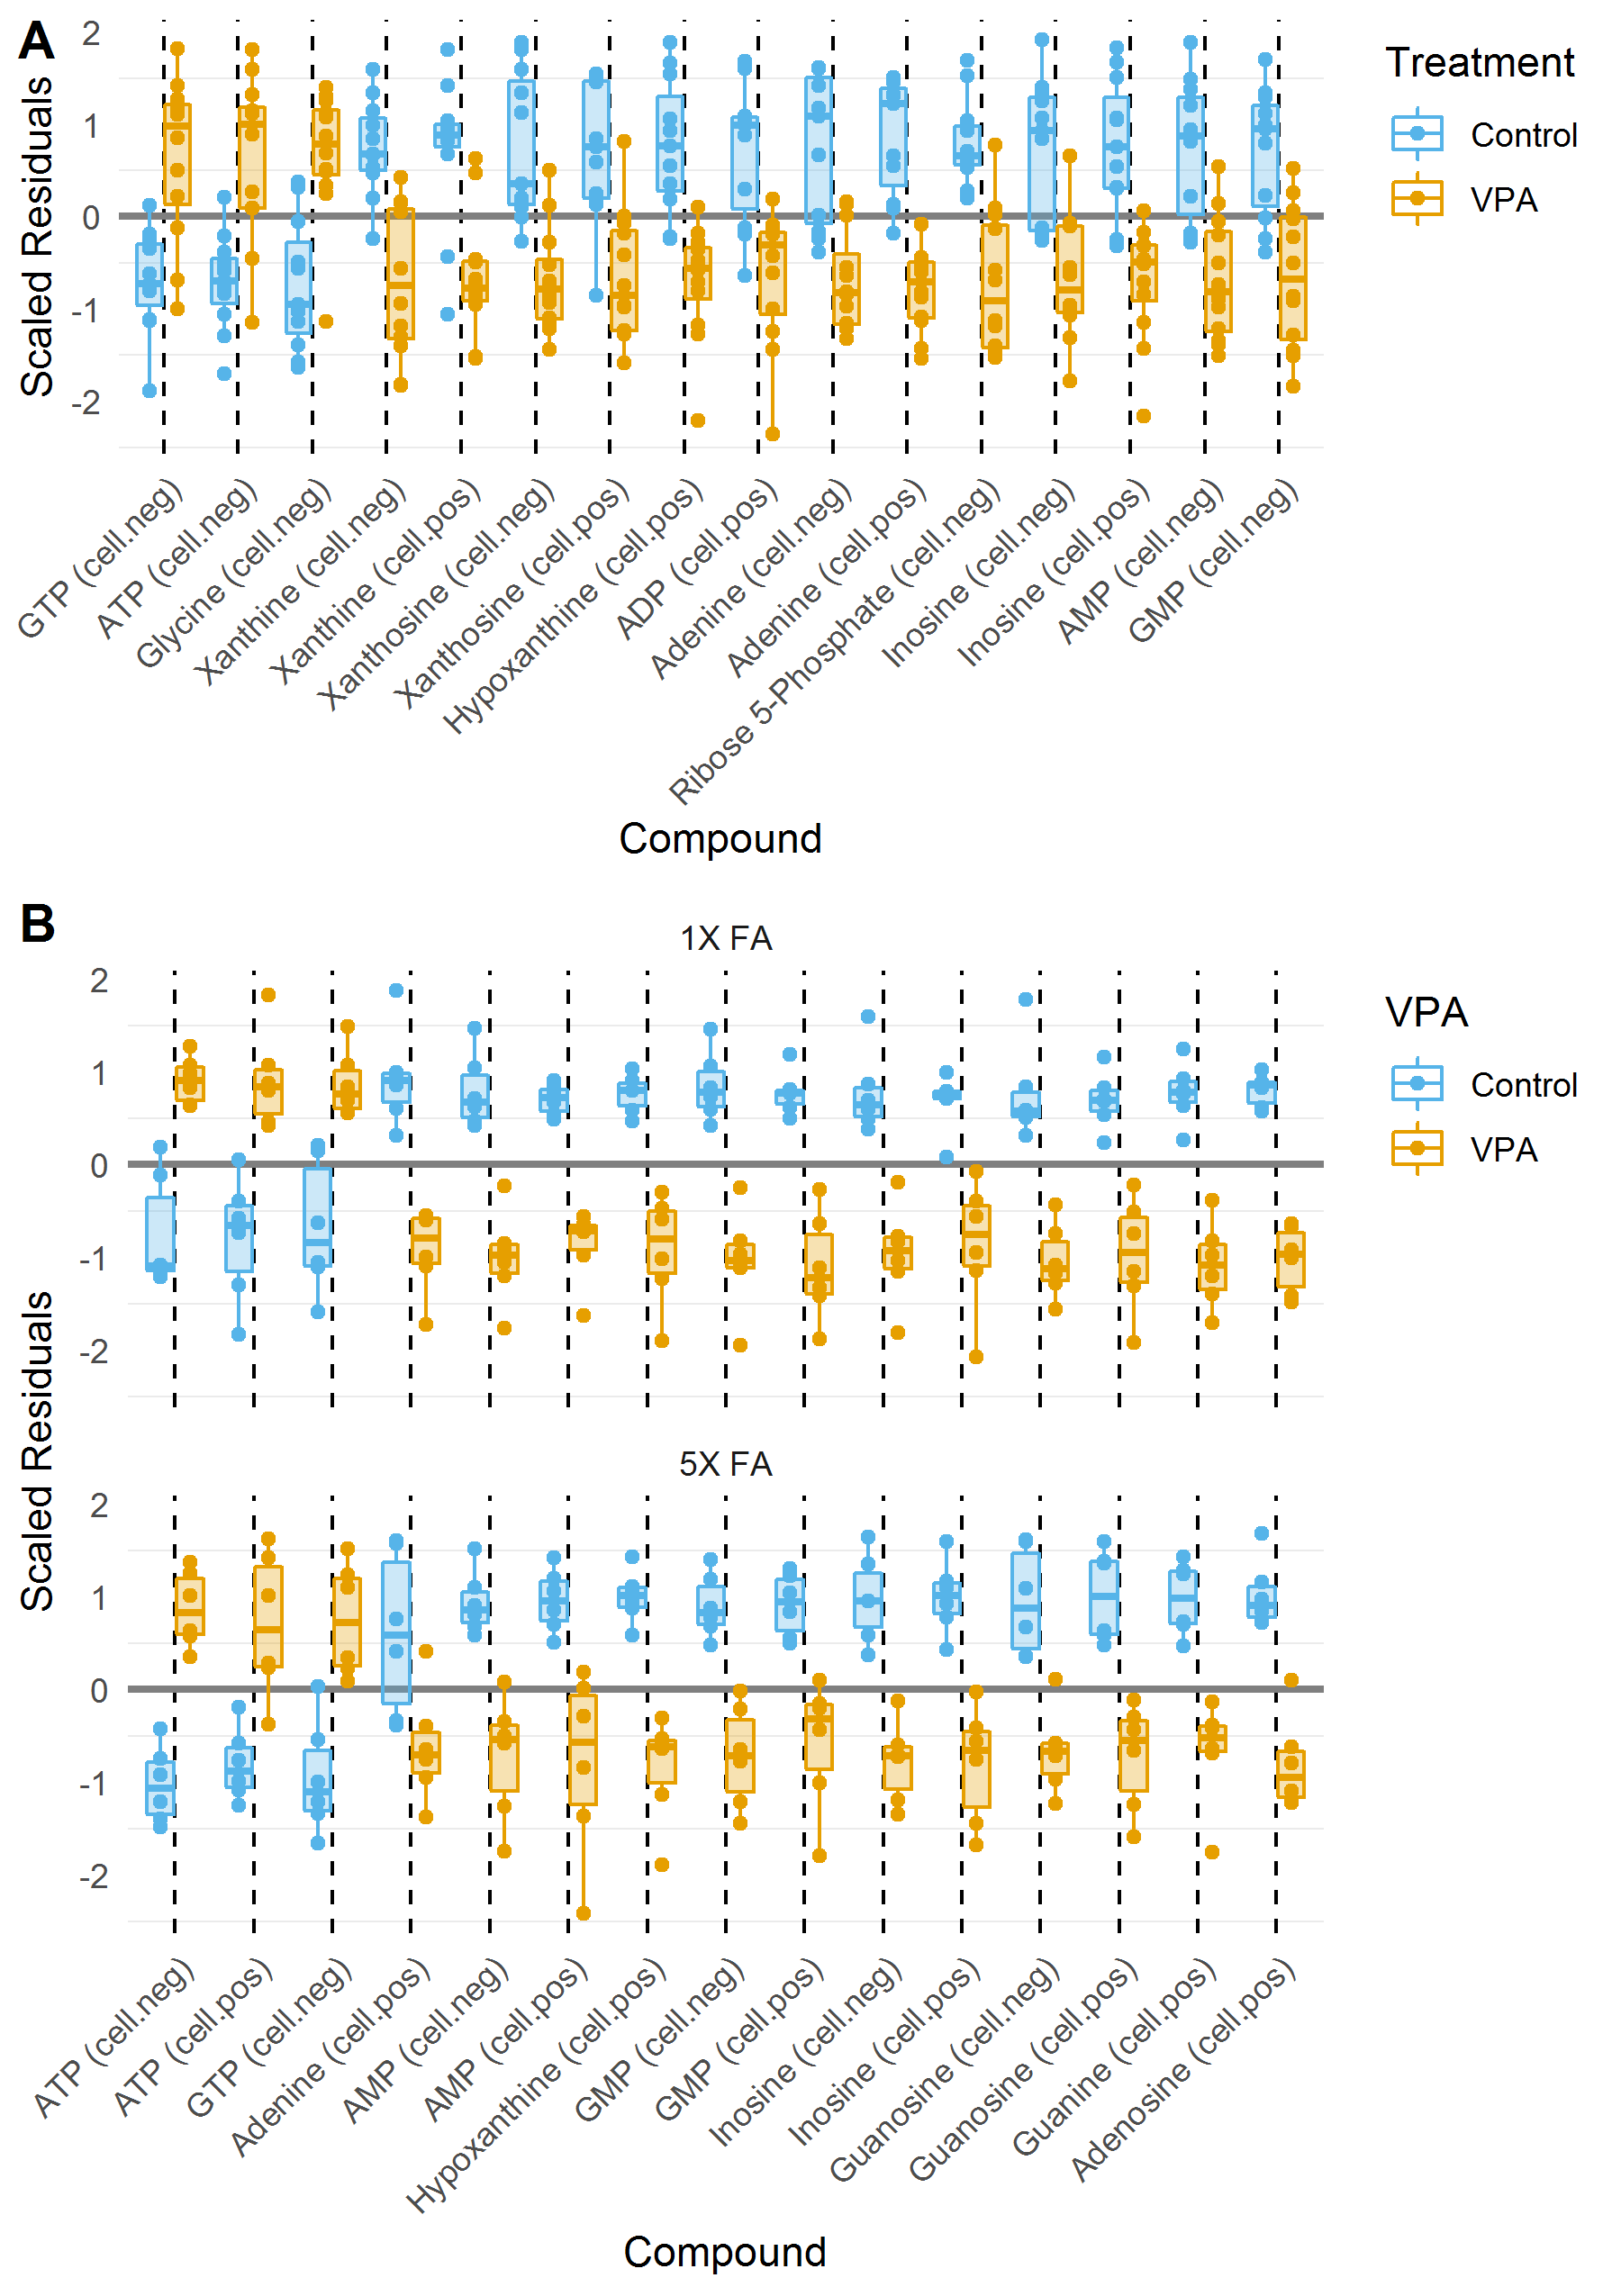 A
Scaled Residuals
2
1
0
-1
-2
GTP (cell.neg)
ATP (cell.neg)
Glycine (cell.neg)
Xanthine (cell.neg)
Xanthine (cell.pos)
Xanthosine (cell.neg)
Xanthosine (cell.pos)
Hypoxanthine (cell.pos)
ADP (cell.pos)
Adenine (cell.neg)
Adenine (cell.pos)
Ribose 5-Phosphate (cell.neg)
Inosine (cell.neg)
Inosine (cell.pos)
AMP (cell.neg)
GMP (cell.neg)
Compound
Treatment
Control
VPA
B
Scaled Residuals
1X FA
2
1
0
-1
-2
5X FA
2
1
0
-1
-2
ATP (cell.neg)
ATP (cell.pos)
GTP (cell.neg)
Adenine (cell.pos)
AMP (cell.neg)
AMP (cell.pos)
Hypoxanthine (cell.pos)
GMP (cell.neg)
GMP (cell.pos)
Inosine (cell.neg)
Inosine (cell.pos)
Guanosine (cell.neg)
Guanosine (cell.pos)
Guanine (cell.pos)
Adenosine (cell.pos)
Compound
VPA
Control
VPA